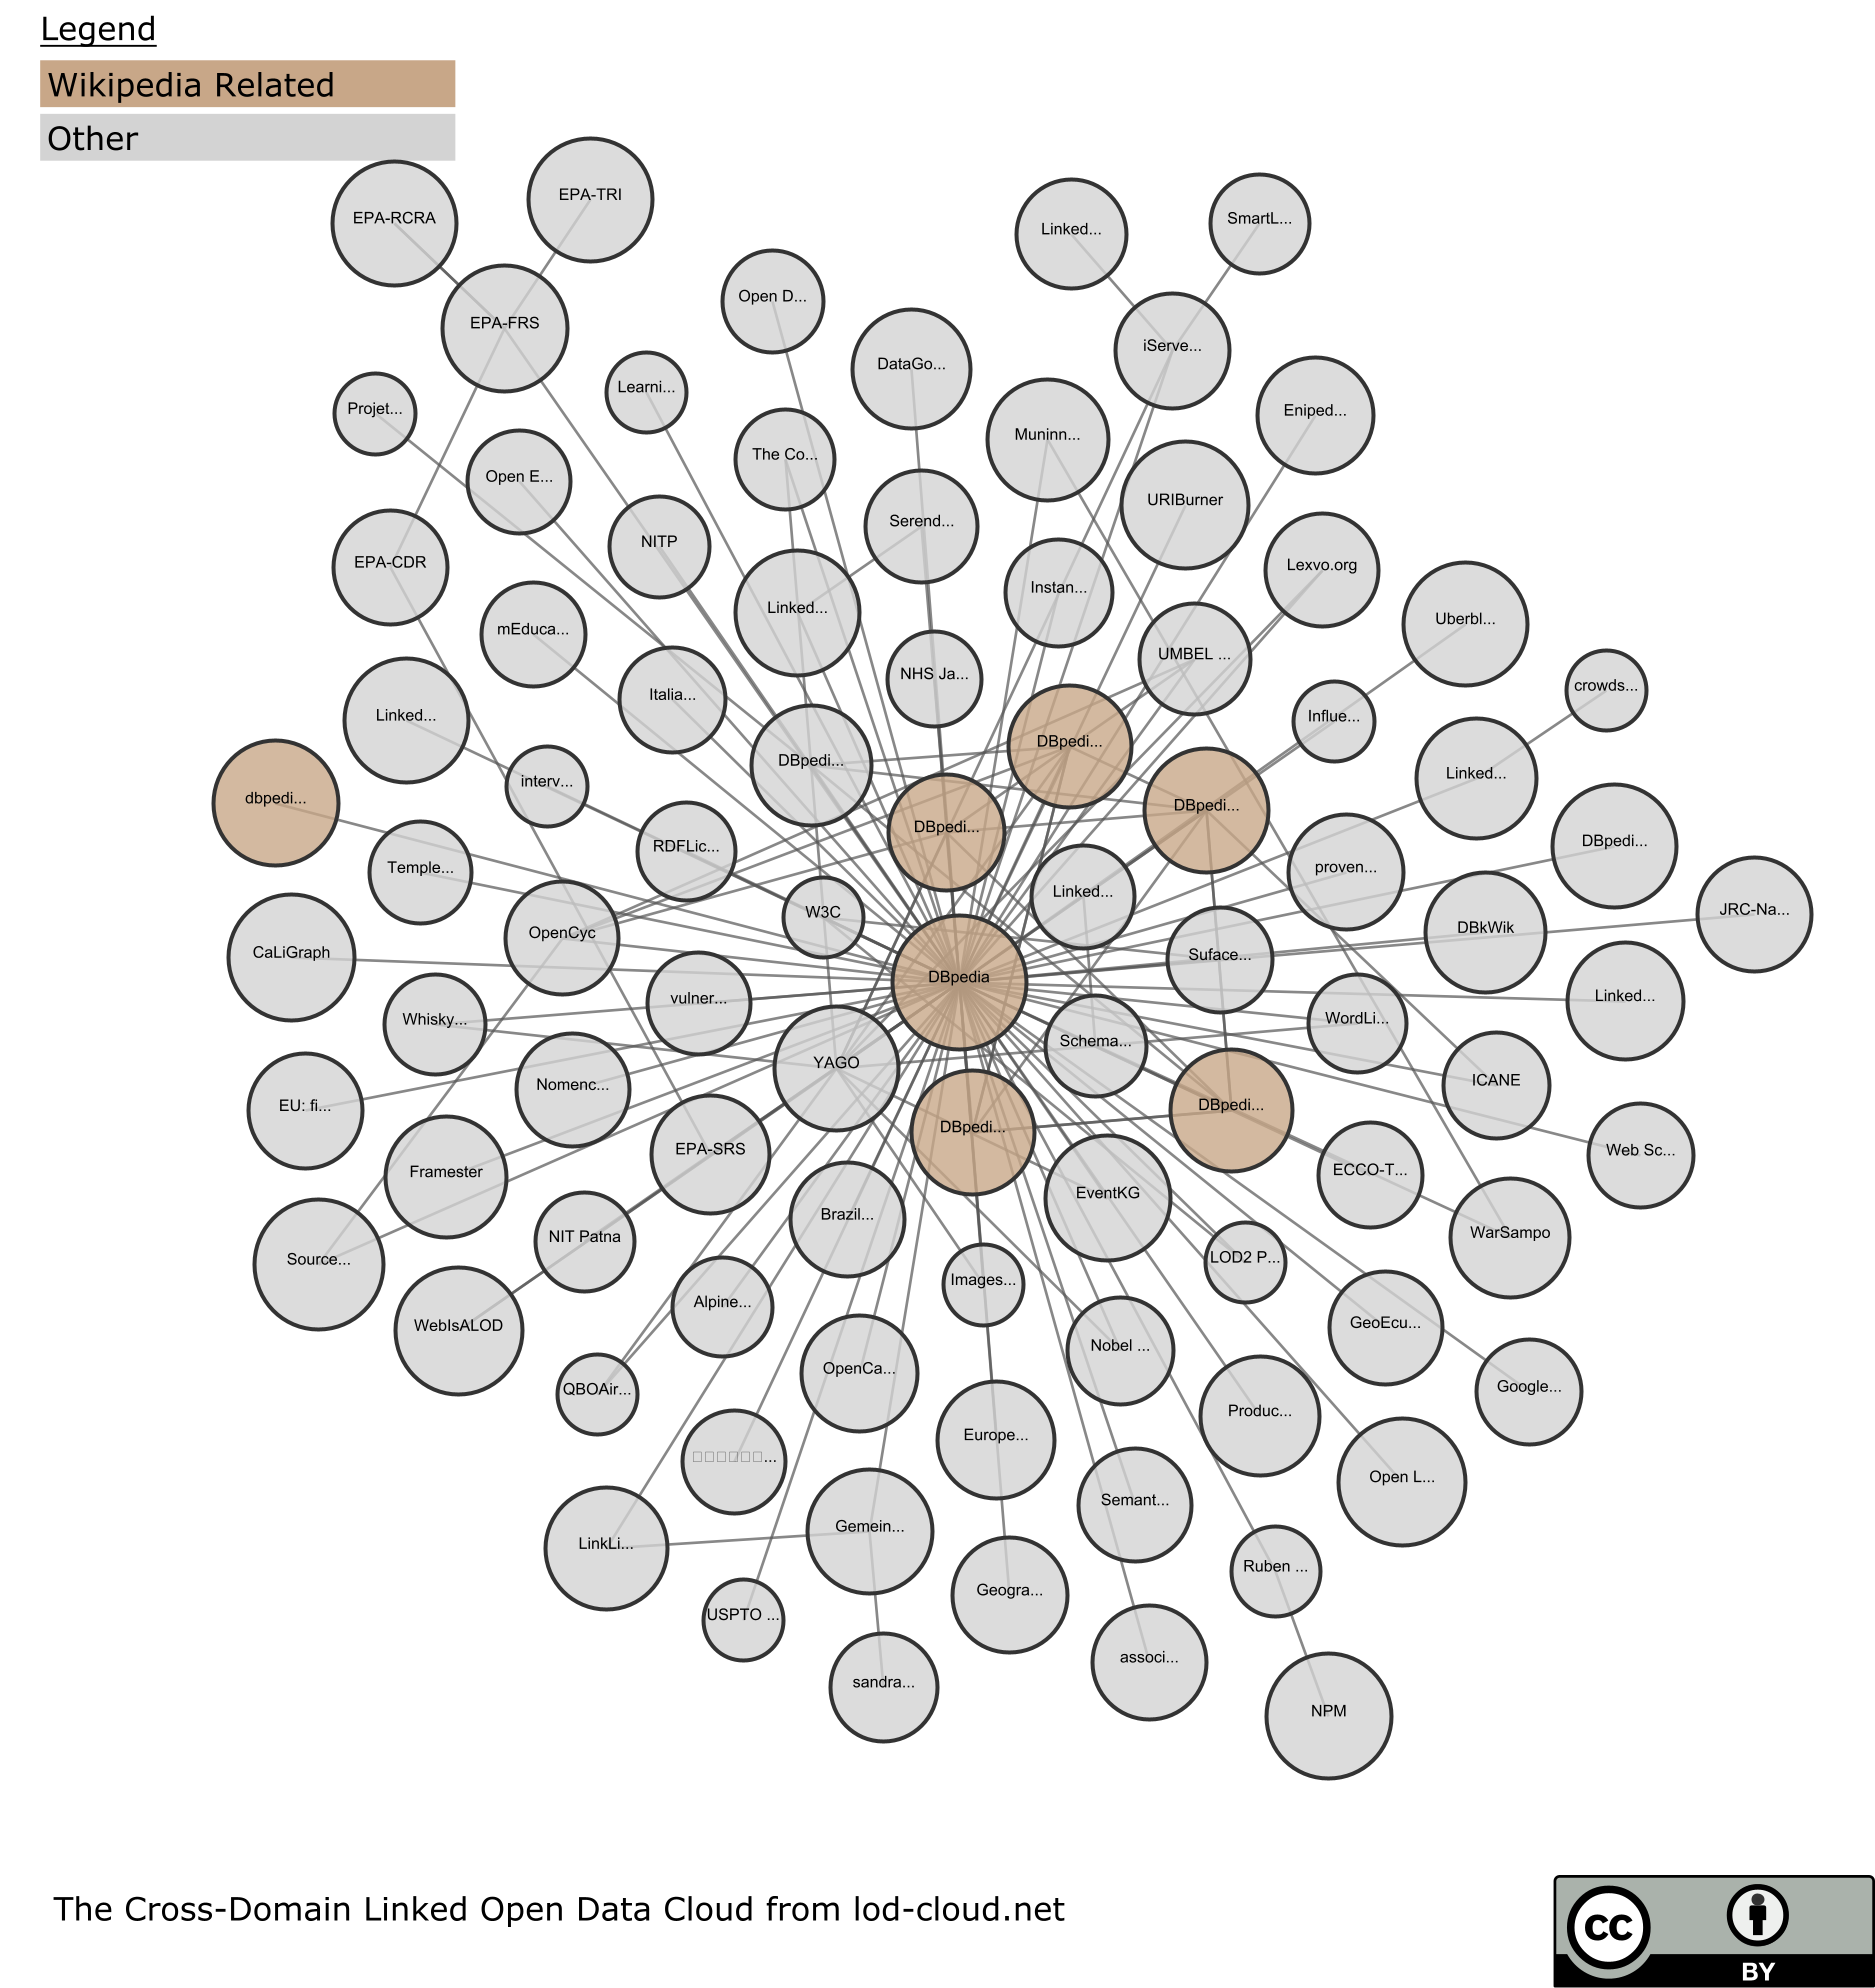 Legend
Wikipedia Related
Other
EPA-TRI
EPA-RCRA
Linked...
SmartL...
Open D...
EPA-FRS
iServe...
DataGo...
Learni...
Projet...
Eniped...
Muninn...
The Co...
Open E...
URIBurner
Serend...
NITP
EPA-CDR
Lexvo.org
Instan...
Linked...
Uberbl...
mEduca...
UMBEL ...
NHS Ja...
crowds...
Italia...
Linked...
Influe...
DBpedi...
DBpedi...
Linked...
interv...
dbpedi...
DBpedi...
DBpedi...
DBpedi...
RDFLic...
Temple...
proven...
Linked...
W3C
JRC-Na...
DBkWik
OpenCyc
CaLiGraph
Suface...
DBpedia
Linked...
vulner...
Whisky...
WordLi...
Schema...
YAGO
ICANE
Nomenc...
EU: fi...
DBpedi...
DBpedi...
EPA-SRS
Web Sc...
ECCO-T...
Framester
EventKG
Brazil...
WarSampo
NIT Patna
Source...
LOD2 P...
Images...
Alpine...
GeoEcu...
WebIsALOD
Nobel ...
OpenCa...
Google...
QBOAir...
Produc...
Europe...
...
Open L...
Semant...
Gemein...
LinkLi...
Ruben ...
Geogra...
USPTO ...
associ...
sandra...
NPM
The Cross-Domain Linked Open Data Cloud from lod-cloud.net
cc
BY